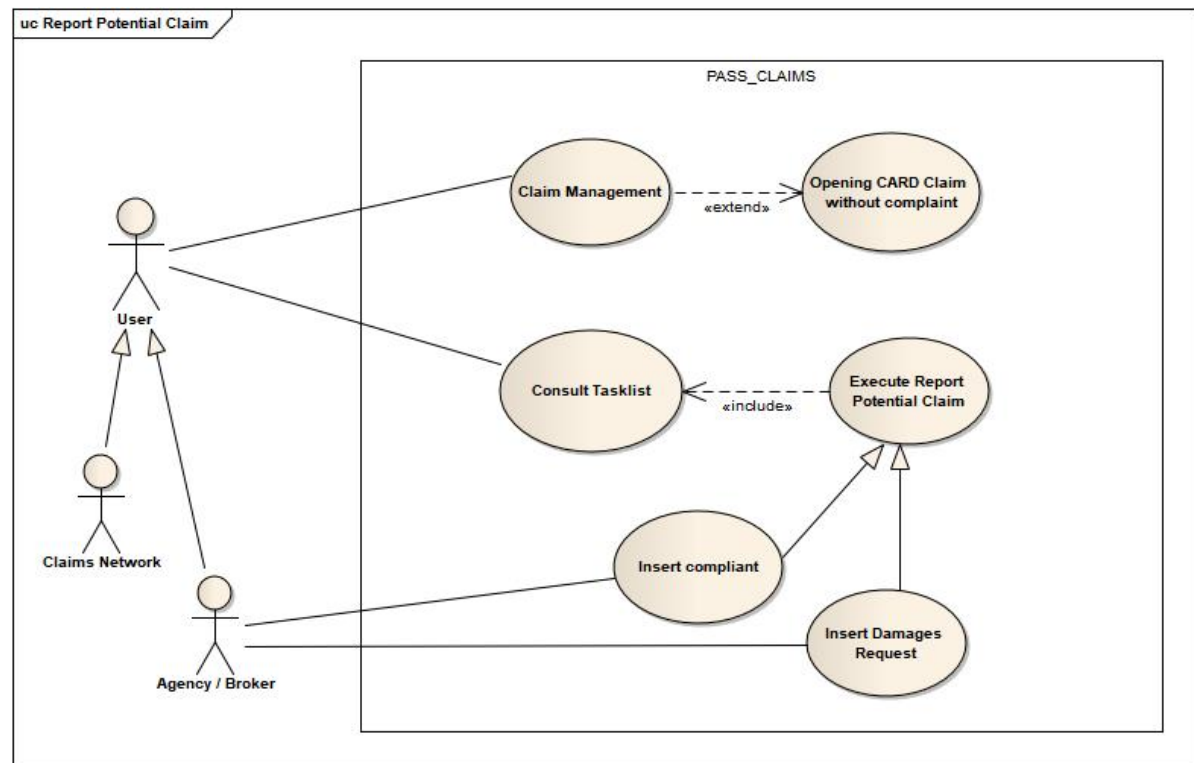 uc Report Potential Claim
PASS_CLAIMS
Claim Management
«extend»
Opening CARD Claim
without complaint
User
Consult Tasklist
«include»
Execute Report
Potential Claim
Claims Network
Insert compliant
Insert Damages
Request
Agency / Broker